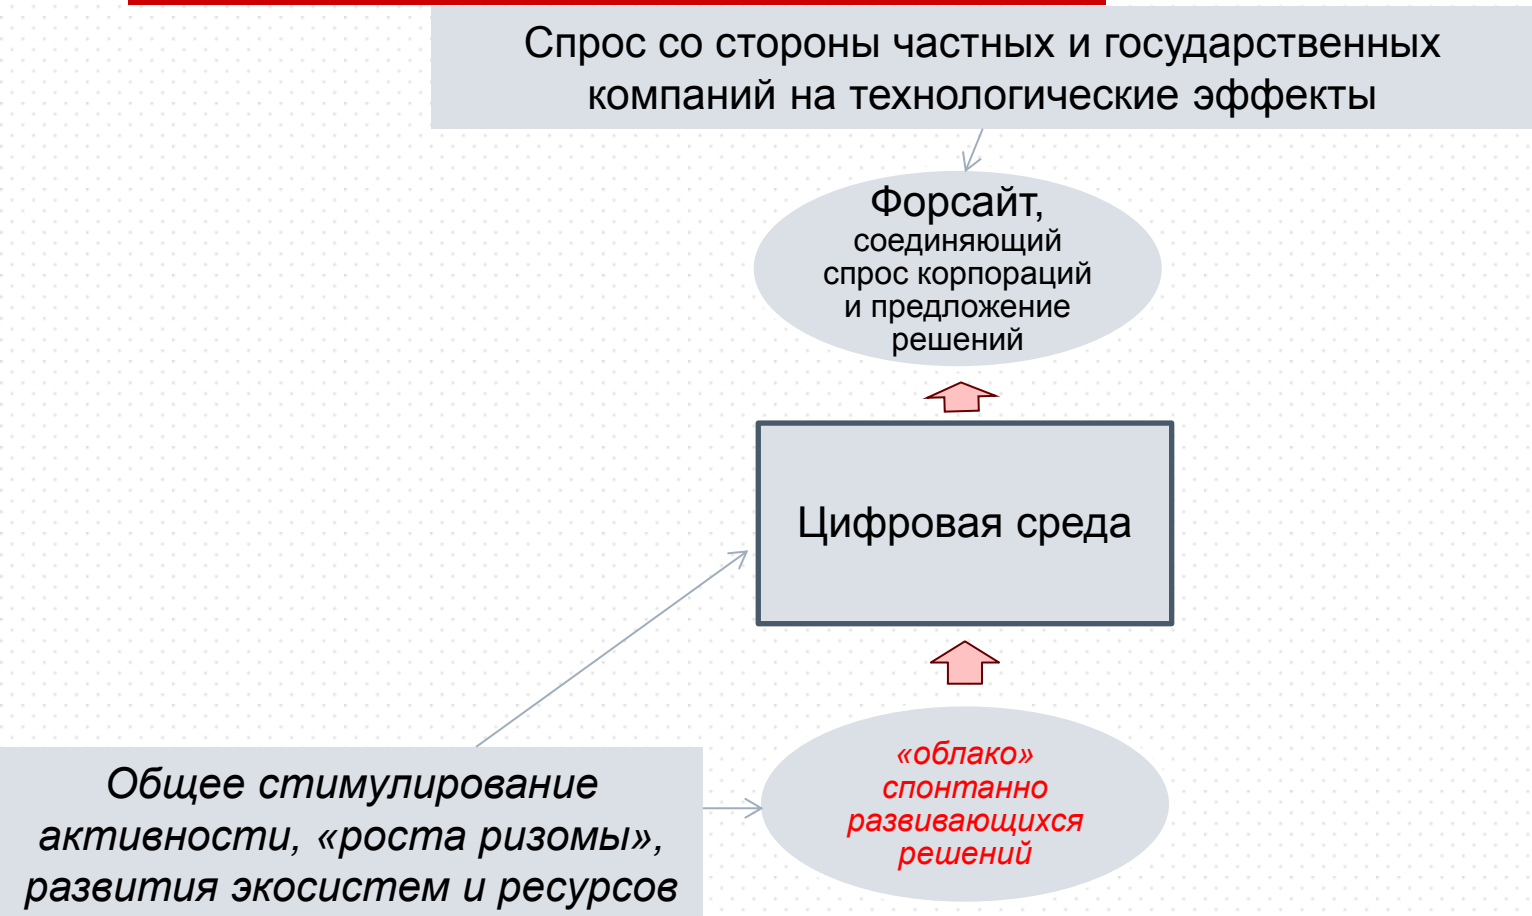 Спрос со стороны частных и государственных
компаний на технологические эффекты
Форсайт,
соединяющий
спрос корпораций
и предложение
решений
Цифровая среда
«облако»
спонтанно
развивающихся
решений
Общее стимулирование
активности, «роста ризомы»,
развития экосистем и ресурсов